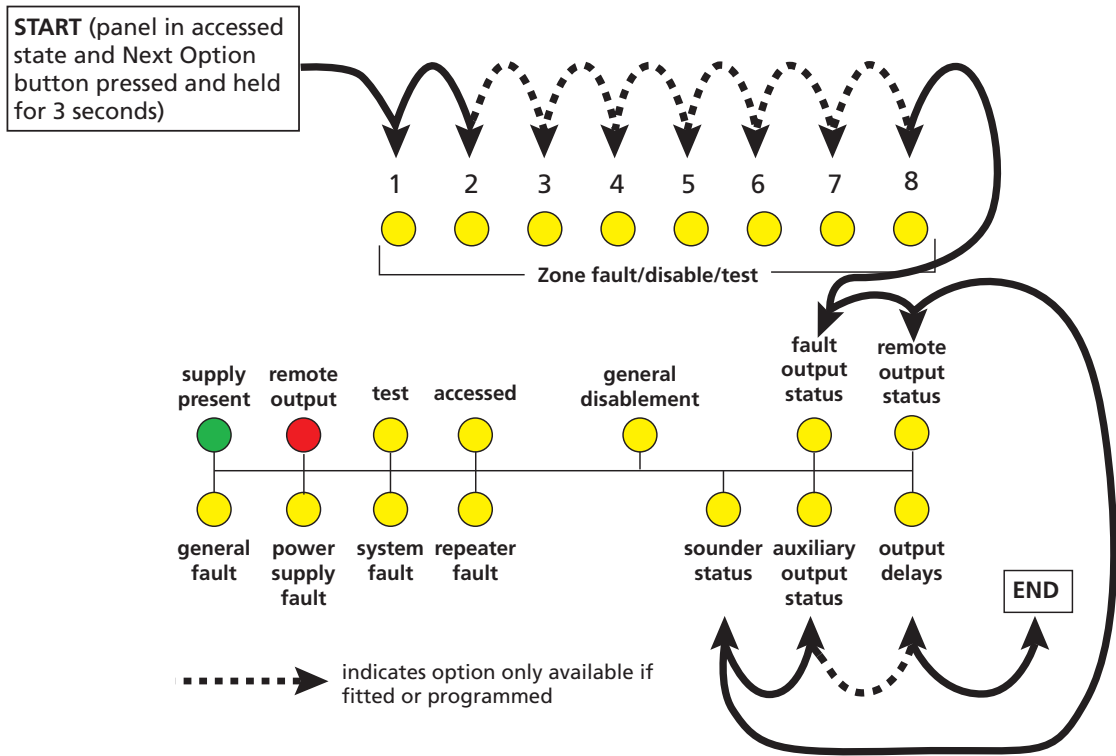 START (panel in accessed
state and Next Option
button pressed and held
for 3 seconds)
1 2 3 4 5 6 7 8
Zone fault/disable/test
supply
present
remote
output
test
accessed
general
disablement
fault
output
status
remote
output
status
general
fault
power
supply
fault
system
fault
repeater
fault
sounder
status
auxiliary
output
status
output
delays
END
indicates option only available if
fitted or programmed